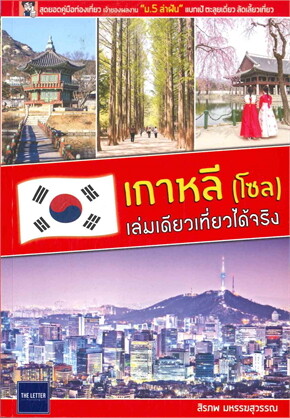 สุดยอดคู่มือท่องเที่ยว เจ้าของผลงาน "ม.5 ล่าฝัน" แบกเป้ ตะลุยเดี่ยว ลัดเลี้ยวเที่ยว
เกาหลี (โซล)
เล่มเดียวเที่ยวได้จริง
THE LETTER
สิรภพ มหรรฆสุวรรณ